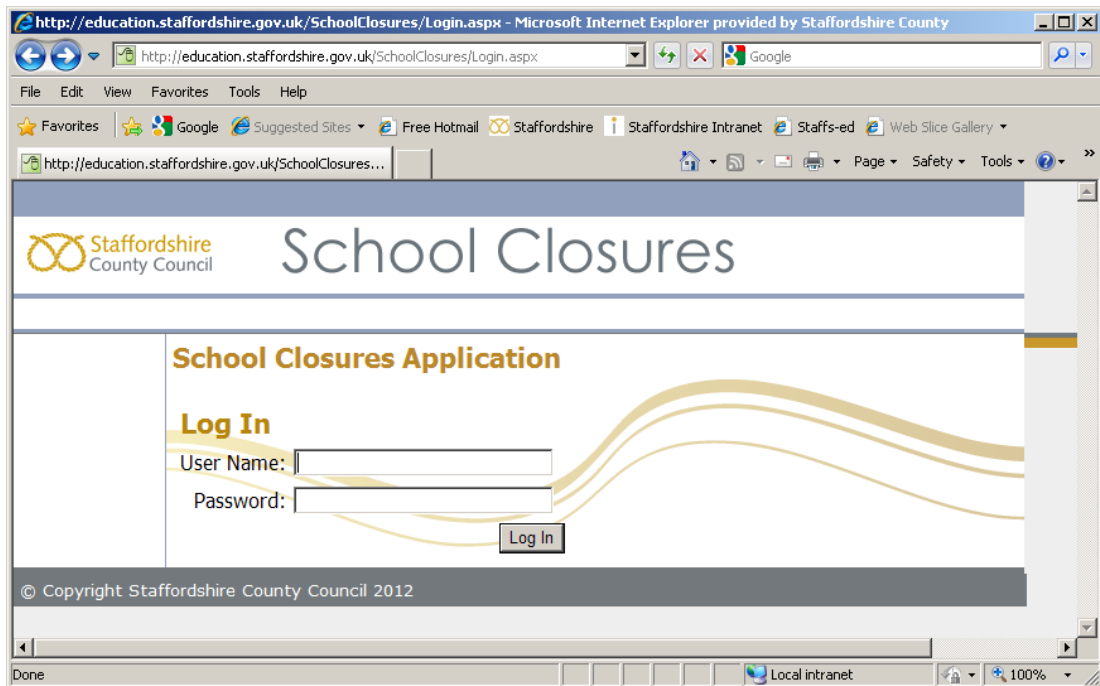 http://education.staffordshire.gov.uk/SchoolClosures/Login.aspx - Microsoft Internet Explorer provided by Staffordshire County
http://education.staffordshire.gov.uk/SchoolClosures/Login.aspx Google
File Edit View Favorites Tools Help
Favorites Google Suggested Sites Free Hotmail Staffordshire Staffordshire Intranet Staffs-ed Web Slice Gallery
http://education.staffordshire.gov.uk/SchoolClosures... Page Safety Tools
Staffordshire
County Council
School Closures
School Closures Application
Log In
User Name:
Password:
Log In
© Copyright Staffordshire County Council 2012
Done Local intranet 100%